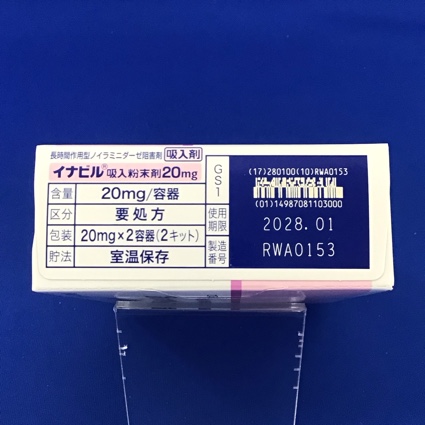 長時間作用型ノイラミニダーゼ阻害剤 吸入剤
イナビル® 吸入粉末剤20mg
含量 20mg/容器
区分 要処方
包装 20mg×2容器(2キット)
貯法 室温保存
GS1
使用期限
製造番号
(17)280100(10)RWA0153
(01)14987081103000
2028.01
RWA0153